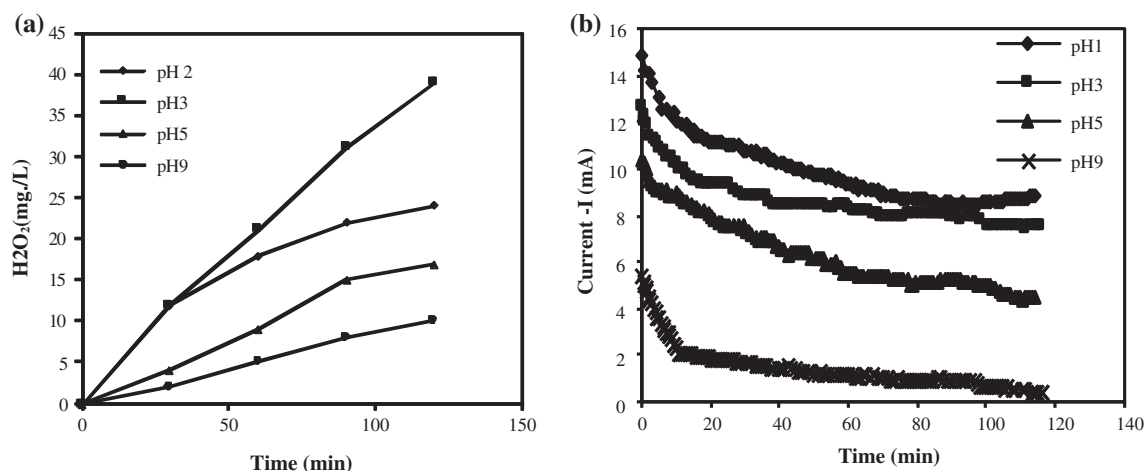 (a)
45
40
35
30
25
20
15
10
5
0
H2O₂(mg./L)
pH 2
pH3
pH5
pH9
0 50 100 150
Time (min)
(b)
16
14
12
10
8
6
4
2
0
Current -I (mA)
pH1
pH3
pH5
pH9
0 20 40 60 80 100 120 140
Time (min)